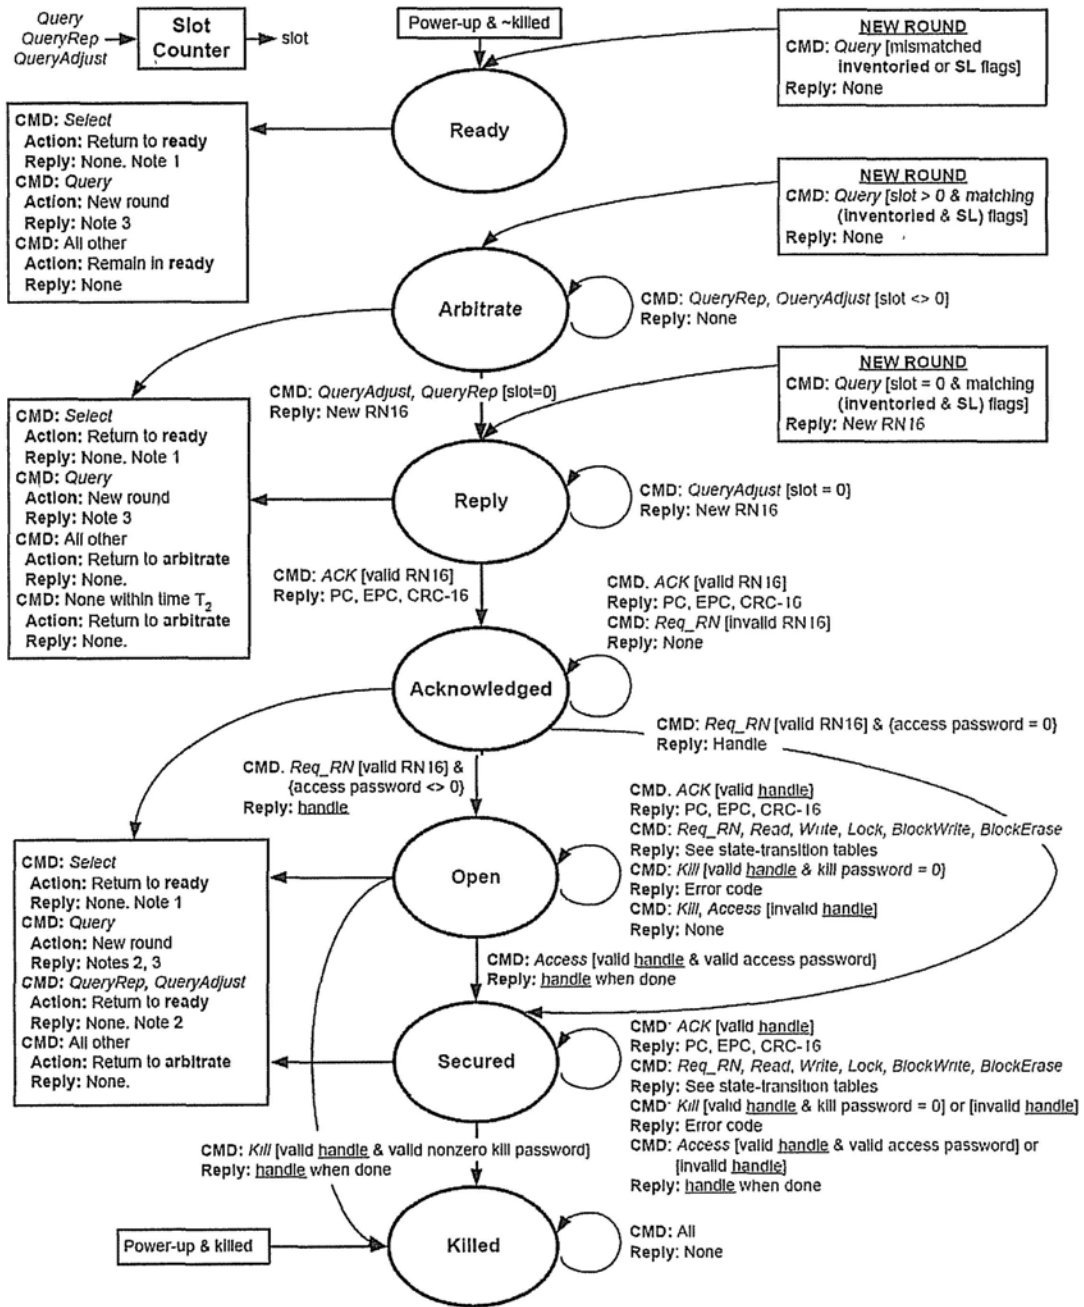 Query
QueryRep
QueryAdjust
Slot
Counter
slot
Power-up & ~killed
NEW ROUND
CMD: Query [mismatched
inventoried or SL flags]
Reply: None
Ready
CMD: Select
Action: Return to ready
Reply: None. Note 1
CMD: Query
Action: New round
Reply: Note 3
CMD: All other
Action: Remain in ready
Reply: None
NEW ROUND
CMD: Query [slot > 0 & matching
(inventoried & SL) flags]
Reply: None
Arbitrate
CMD: QueryRep, QueryAdjust [slot <> 0]
Reply: None
CMD: QueryAdjust, QueryRep [slot=0]
Reply: New RN16
NEW ROUND
CMD: Query [slot = 0 & matching
(inventoried & SL) flags]
Reply: New RN16
CMD: Select
Action: Return to ready
Reply: None. Note 1
CMD: Query
Action: New round
Reply: Note 3
CMD: All other
Action: Return to arbitrate
Reply: None.
CMD: None within time T2
Action: Return to arbitrate
Reply: None.
Reply
CMD: QueryAdjust [slot = 0]
Reply: New RN16
CMD: ACK [valid RN16]
Reply: PC, EPC, CRC-16
CMD. ACK [valid RN16]
Reply: PC, EPC, CRC-16
CMD: Req_RN [invalid RN16]
Reply: None
Acknowledged
CMD: Req_RN [valid RN16] & {access password = 0}
Reply: Handle
CMD. Req_RN [valid RN16] &
{access password <> 0}
Reply: handle
CMD. ACK [valid handle]
Reply: PC, EPC, CRC-16
CMD: Req_RN, Read, Write, Lock, BlockWrite, BlockErase
Reply: See state-transition tables
CMD: Kill [valid handle & kill password = 0}
Reply: Error code
CMD: Kill, Access [invalid handle]
Reply: None
Open
CMD: Select
Action: Return to ready
Reply: None. Note 1
CMD: Query
Action: New round
Reply: Notes 2, 3
CMD: QueryRep, QueryAdjust
Action: Return to ready
Reply: None. Note 2
CMD: All other
Action: Return to arbitrate
Reply: None.
CMD: Access [valid handle & valid access password}
Reply: handle when done
Secured
CMD: ACK [valid handle]
Reply: PC, EPC, CRC-16
CMD: Req_RN, Read, Write, Lock, BlockWrite, BlockErase
Reply: See state-transition tables
CMD: Kill [valid handle & kill password = 0] or [invalid handle]
Reply: Error code
CMD: Access [valid handle & valid access password] or
[invalid handle]
Reply: handle when done
CMD: Kill [valid handle & valid nonzero kill password]
Reply: handle when done
Power-up & killed
Killed
CMD: All
Reply: None